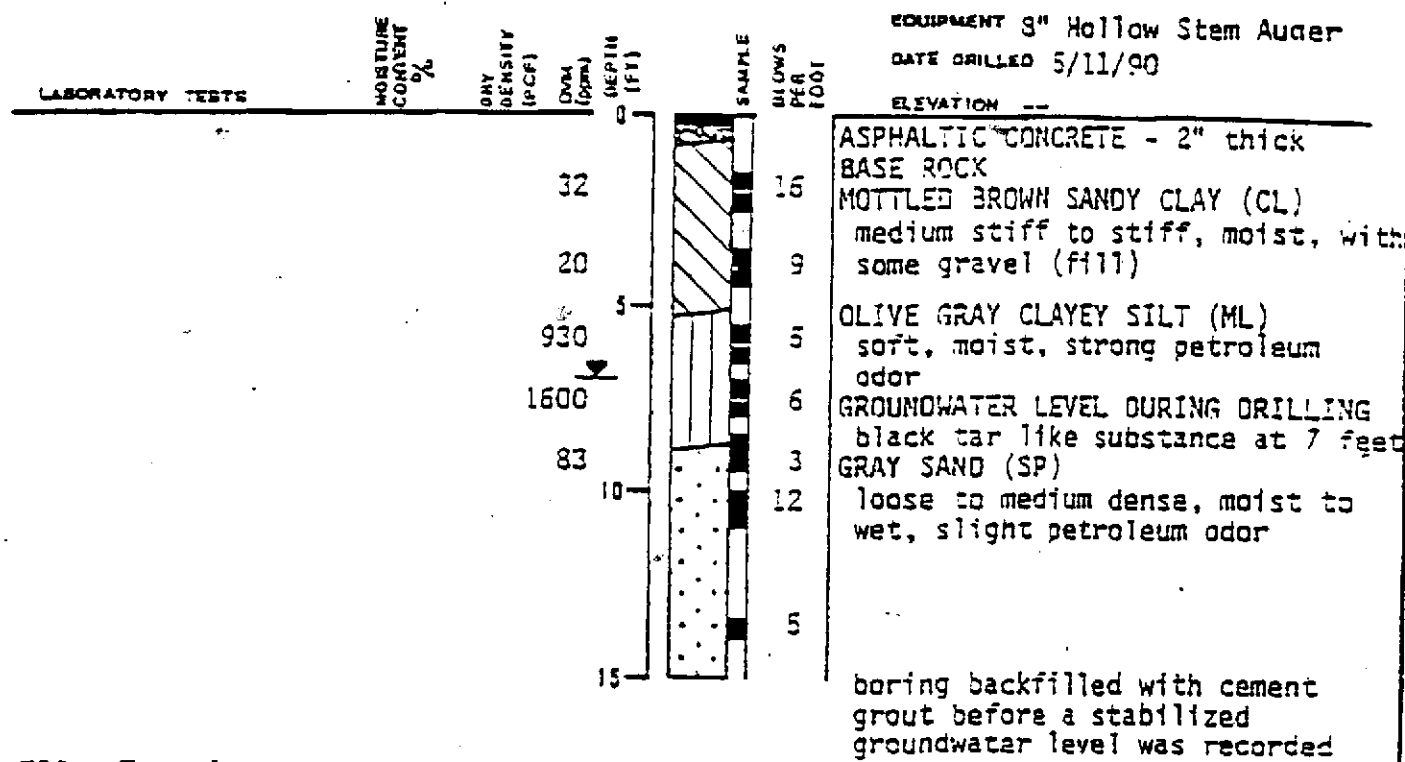 EQUIPMENT 8" Hollow Stem Auger
DATE DRILLED 5/11/90
ELEVATION --
LABORATORY TESTS
MOISTURE CONTENT %
DRY DENSITY (PCF)
OVM (ppm)
DEPTH (FT)
SAMPLE
BLOWS PER FOOT
0
ASPHALTIC CONCRETE - 2" thick
BASE ROCK
32 16
MOTTLED BROWN SANDY CLAY (CL)
medium stiff to stiff, moist, with
20 9 some gravel (fill)
5
OLIVE GRAY CLAYEY SILT (ML)
930 5 soft, moist, strong petroleum
odor
1600 6 GROUNDWATER LEVEL DURING DRILLING
black tar like substance at 7 feet
83 3 GRAY SAND (SP)
10 12 loose to medium dense, moist to
wet, slight petroleum odor
5
15
boring backfilled with cement
grout before a stabilized
groundwater level was recorded